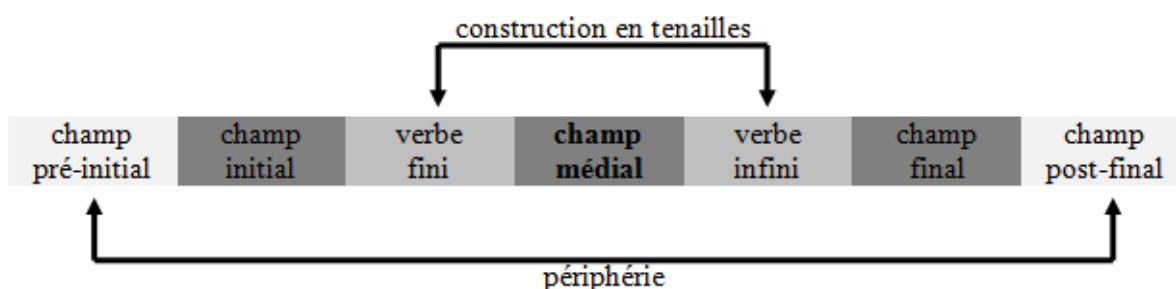 construction en tenailles
champ pré-initial
champ initial
verbe fini
champ médial
verbe infini
champ final
champ post-final
périphérie